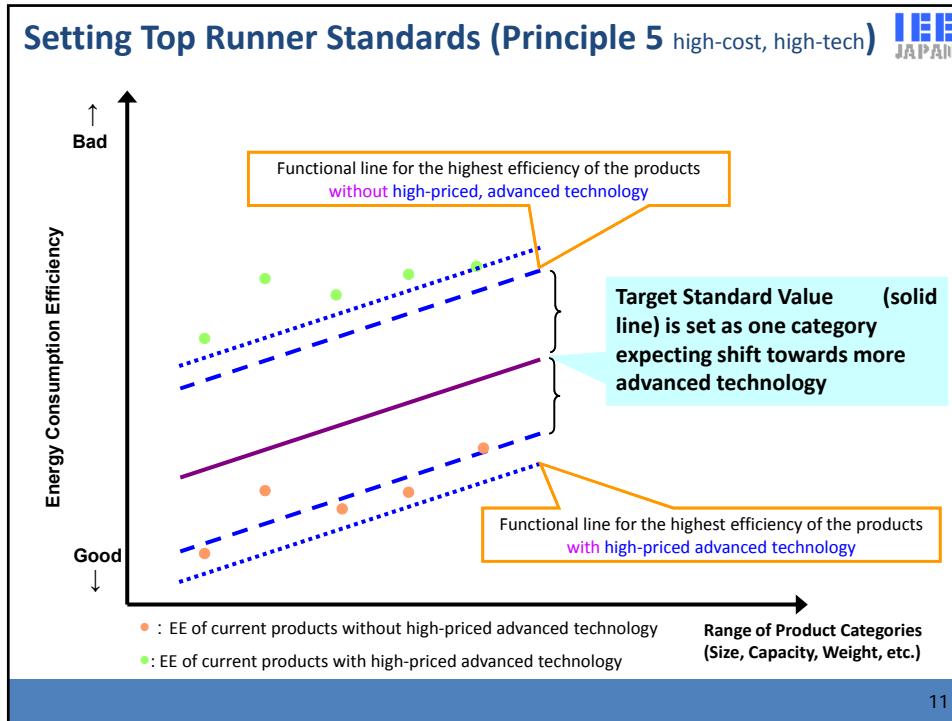 Setting Top Runner Standards (Principle 5 high-cost, high-tech)
IEE
JAPAN
↑
Bad
Functional line for the highest efficiency of the products
without high-priced, advanced technology
Energy Consumption Efficiency
Target Standard Value (solid
line) is set as one category
expecting shift towards more
advanced technology
Functional line for the highest efficiency of the products
with high-priced advanced technology
Good
↓
: EE of current products without high-priced advanced technology
: EE of current products with high-priced advanced technology
Range of Product Categories
(Size, Capacity, Weight, etc.)
11